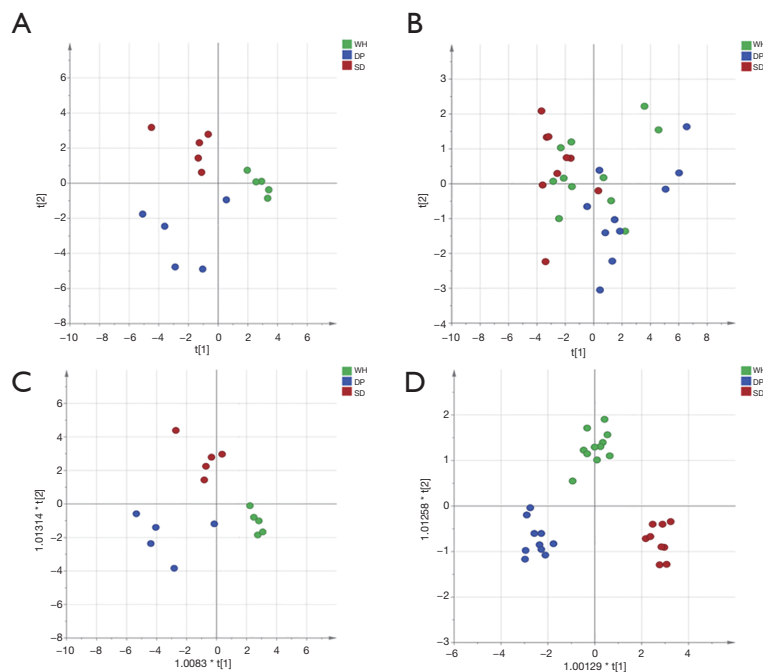 A
WH
DP
SD
6
4
2
0
−2
−4
−6
−8
−10 −8 −6 −4 −2 0 2 4 6
t[1]
t[2]
B
WH
DP
SD
3
2
1
0
−1
−2
−3
−4
−8 −6 −4 −2 0 2 4 6 8
t[1]
t[2]
C
WH
DP
SD
6
4
2
0
−2
−4
−6
−8
−10 −8 −6 −4 −2 0 2 4 6
1.0083 * t[1]
1.01314 * t[2]
D
WH
DP
SD
2
1
0
−1
−2
−3
−6 −4 −2 0 2 4
1.00129 * t[1]
1.01258 * t[2]